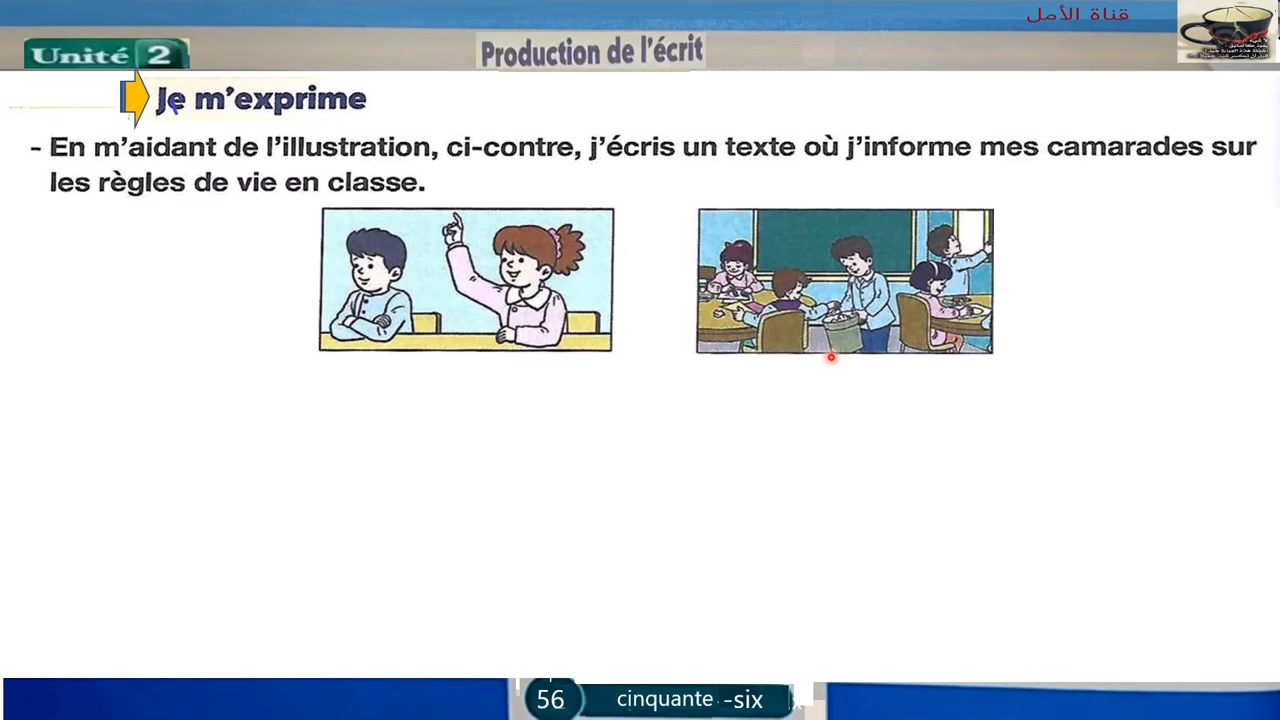 قناة الأمل
Unité 2
Production de l'écrit
Je m'exprime
- En m'aidant de l'illustration, ci-contre, j'écris un texte où j'informe mes camarades sur
les règles de vie en classe.
56
cinquante -six